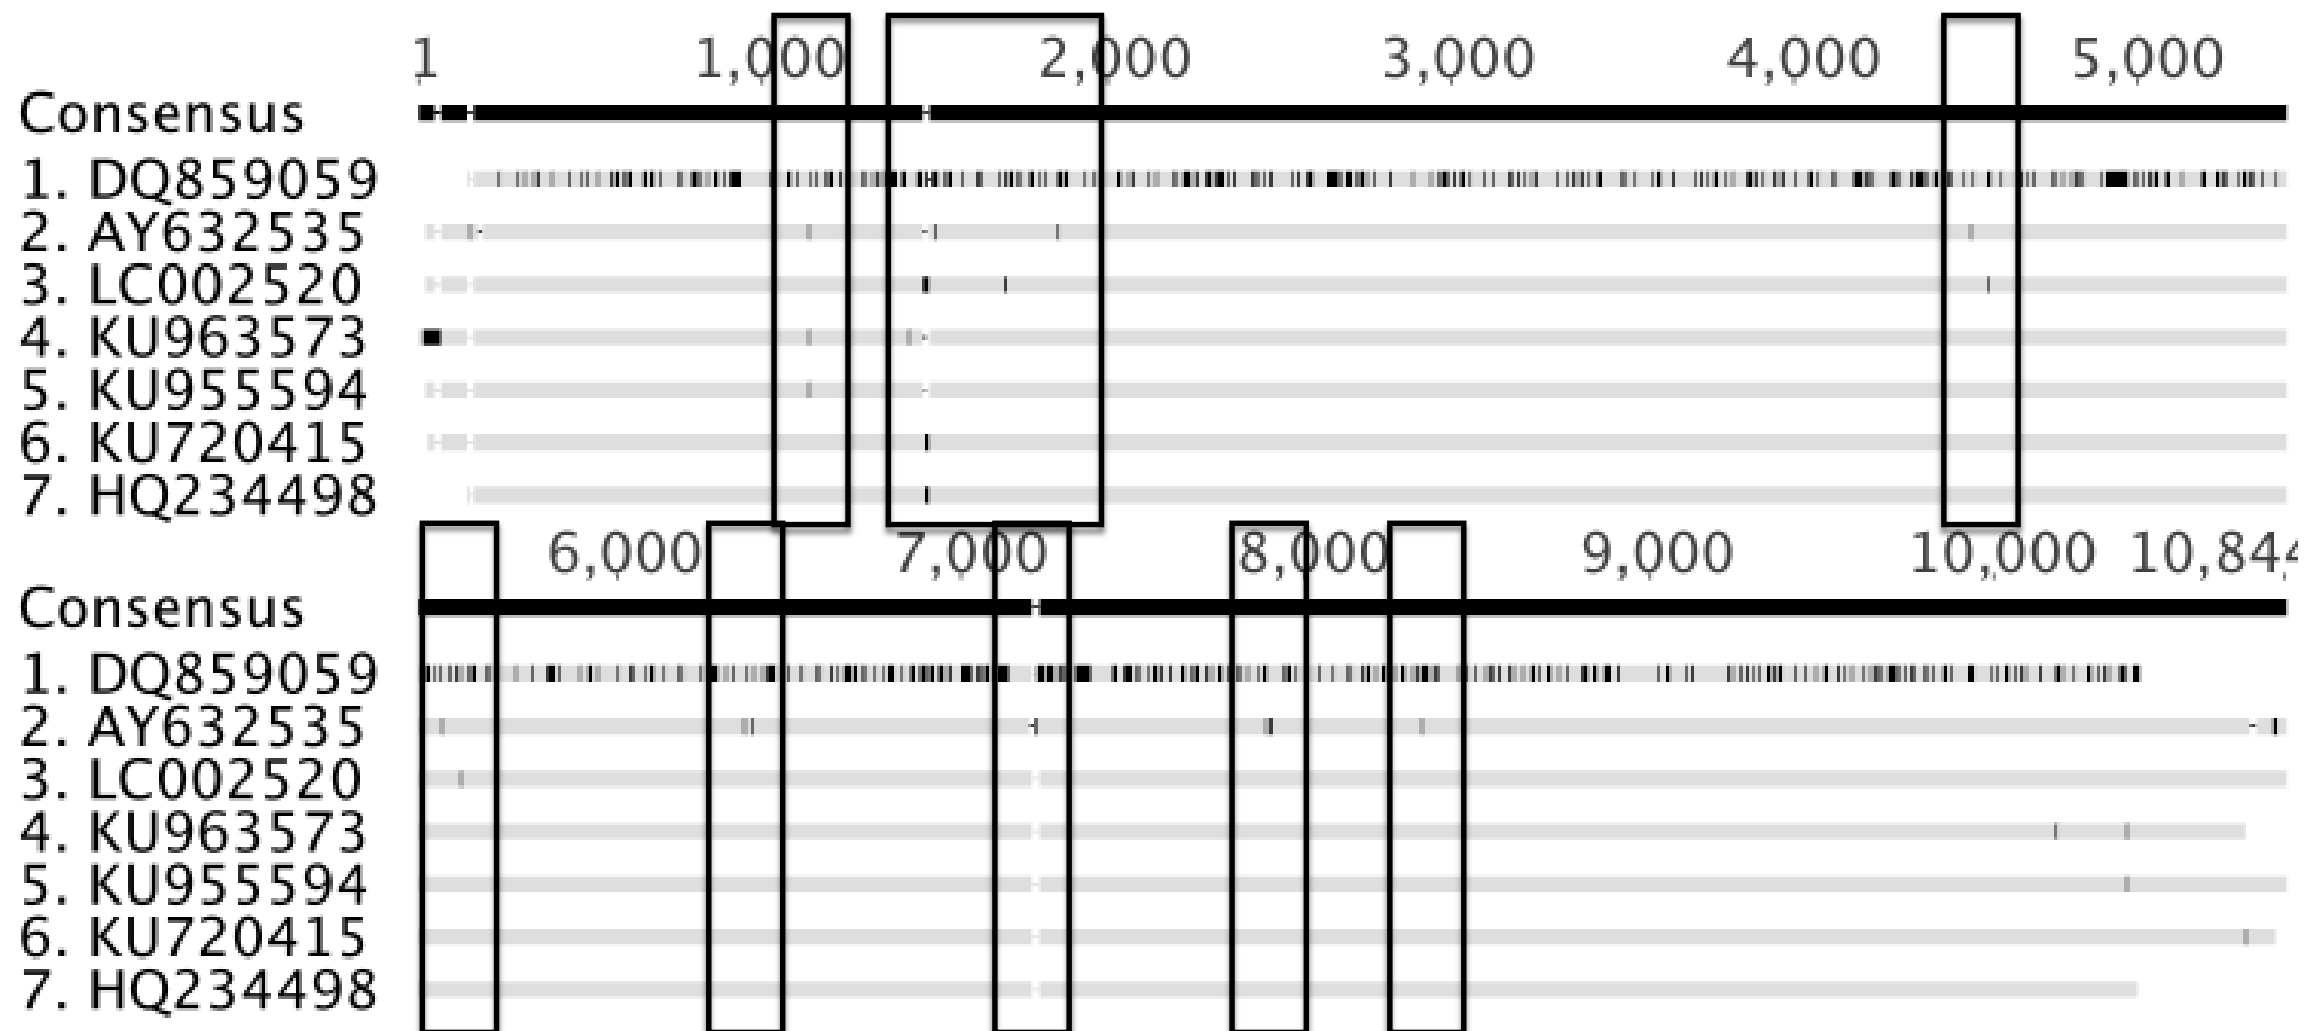 1 1,000 2,000 3,000 4,000 5,000
Consensus
1. DQ859059
2. AY632535
3. LC002520
4. KU963573
5. KU955594
6. KU720415
7. HQ234498
6,000 7,000 8,000 9,000 10,000 10,844
Consensus
1. DQ859059
2. AY632535
3. LC002520
4. KU963573
5. KU955594
6. KU720415
7. HQ234498